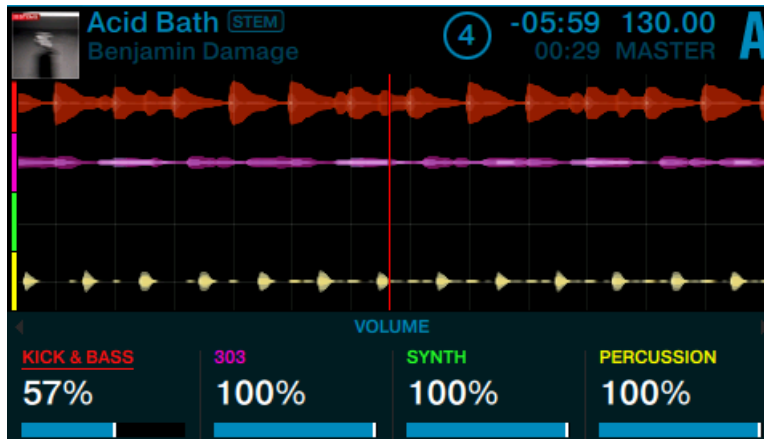 Acid Bath STEM
Benjamin Damage
4
-05:59 130.00
00:29 MASTER
A
VOLUME
KICK & BASS 303 SYNTH PERCUSSION
57% 100% 100% 100%